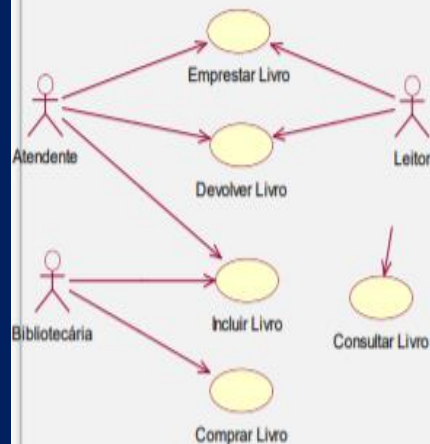 Emprestar Livro
Atendente
Leitor
Devolver Livro
Bibliotecária
Incluir Livro
Consultar Livro
Comprar Livro